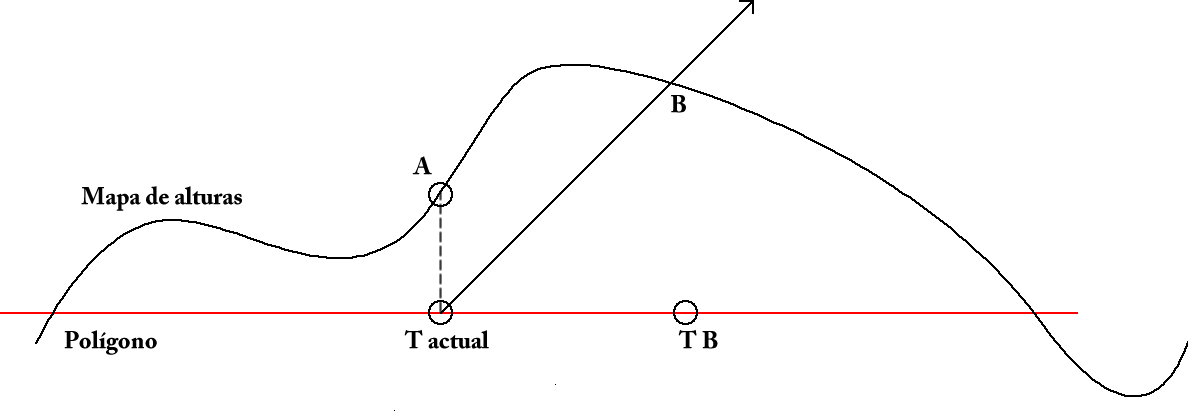 B
A
Mapa de alturas
Polígono
T actual
T B